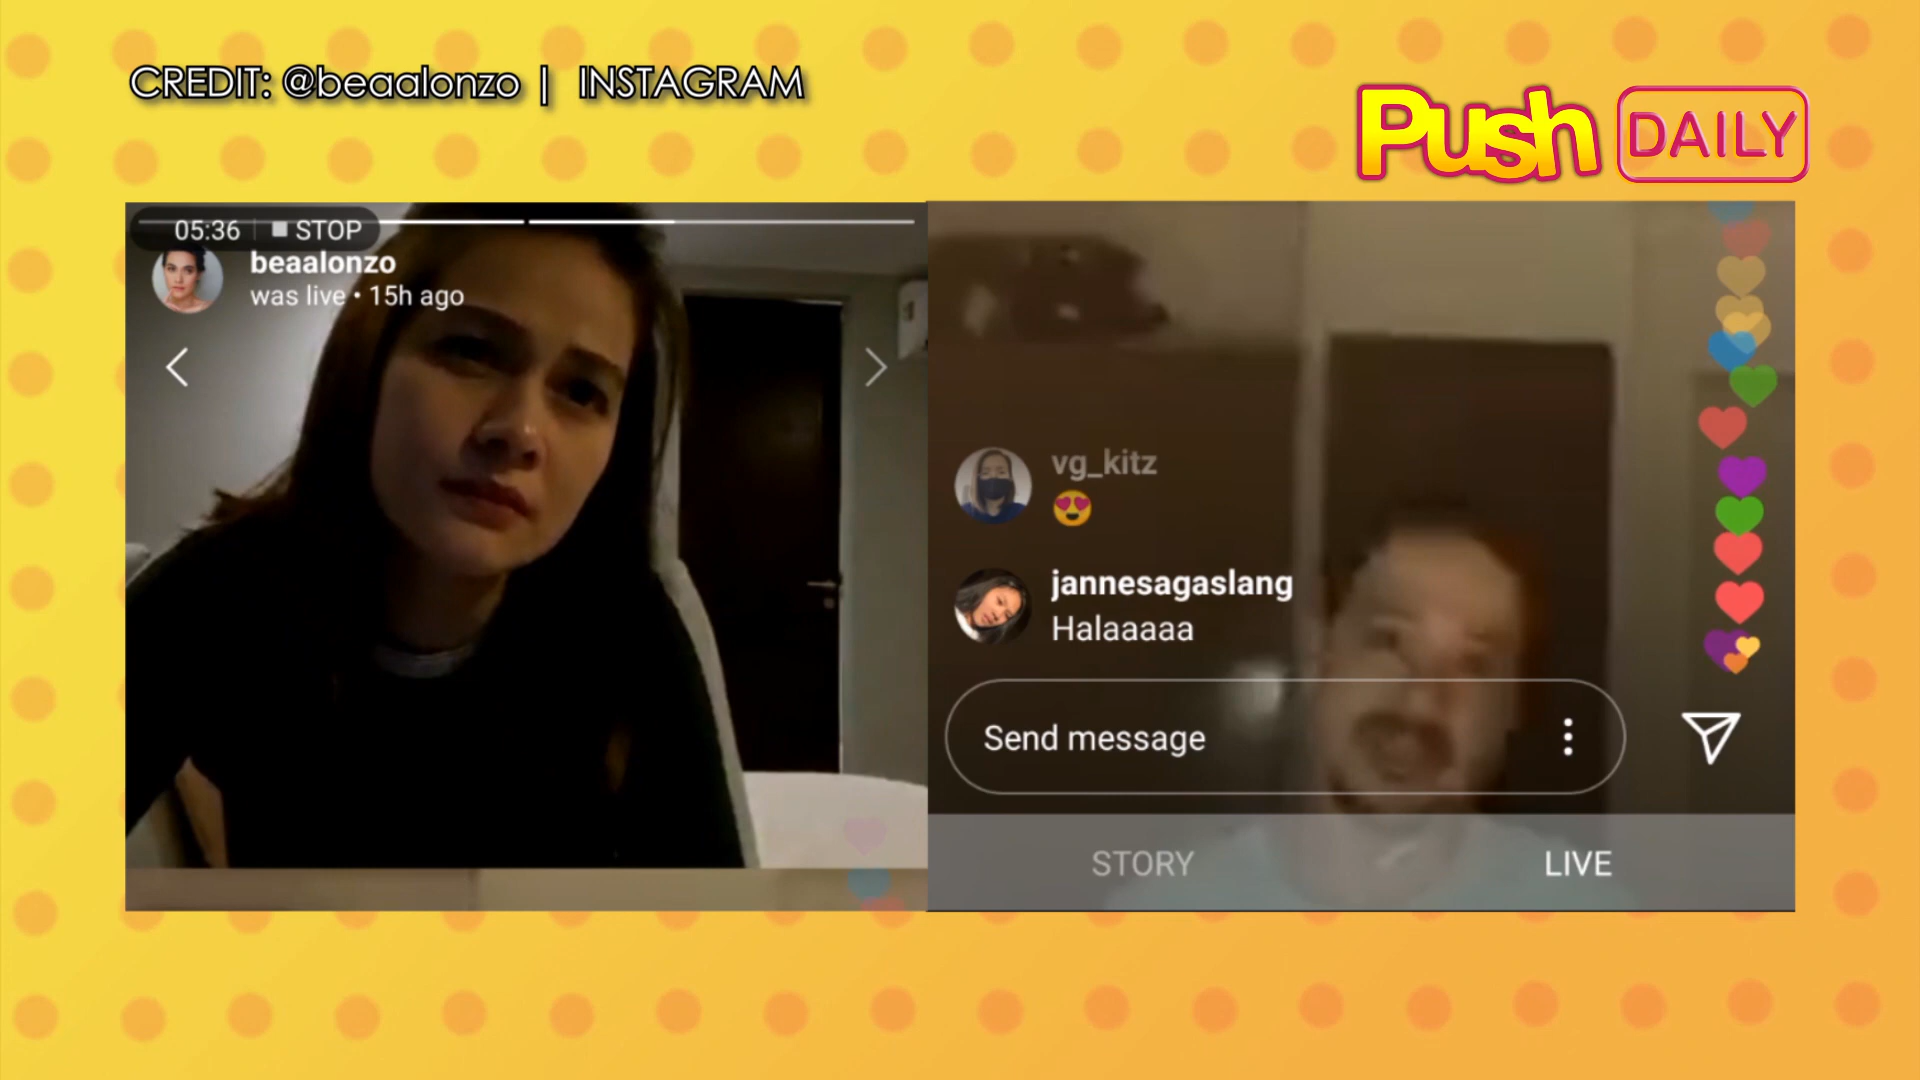 CREDIT: @beaalonzo | INSTAGRAM
Push DAILY
05:36 STOP
beaalonzo
was live • 15h ago
vg_kitz
😍
jannesagaslang
Halaaaaa
Send message
STORY
LIVE